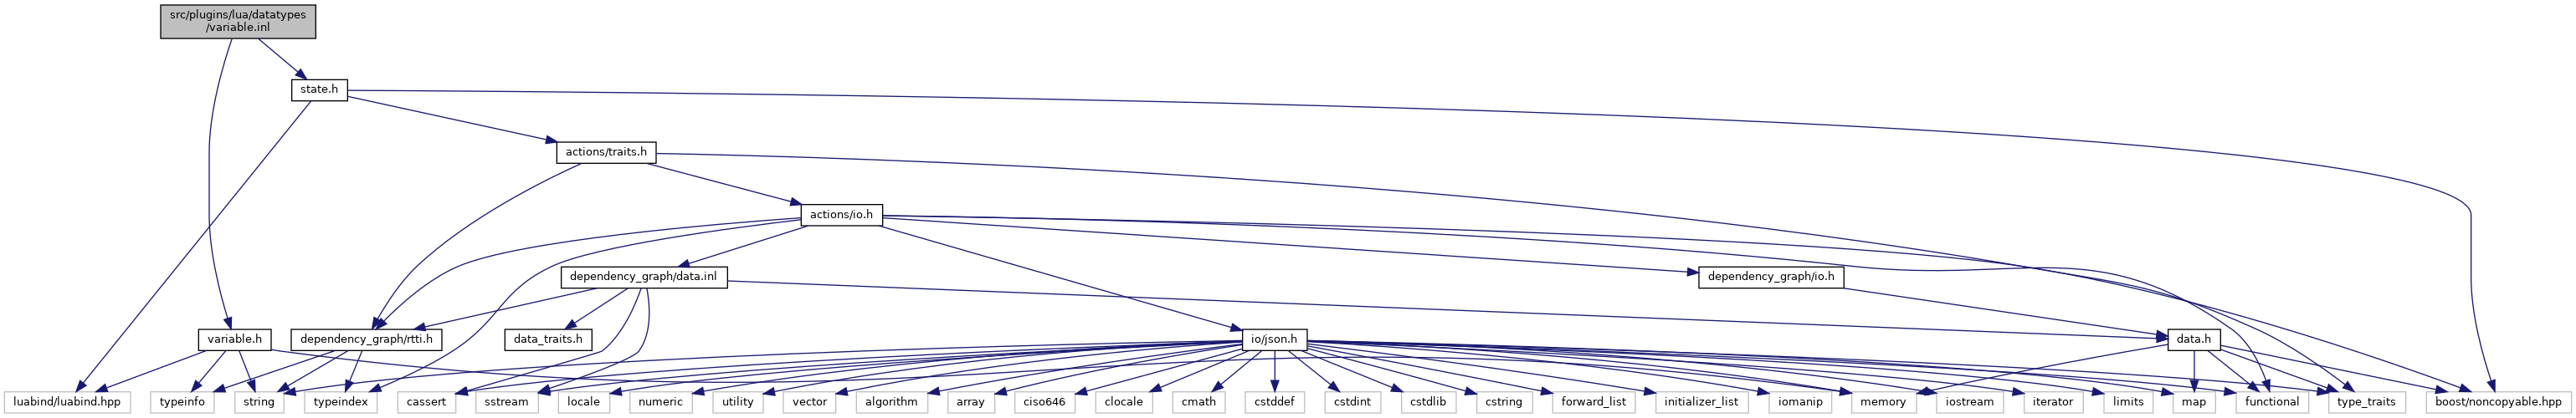 src/plugins/lua/datatypes
/variable.inl
state.h
actions/traits.h
actions/io.h
dependency_graph/data.inl
dependency_graph/io.h
variable.h
dependency_graph/rtti.h
data_traits.h
io/json.h
data.h
luabind/luabind.hpp
typeinfo
string
typeindex
cassert
sstream
locale
numeric
utility
vector
algorithm
array
ciso646
clocale
cmath
cstddef
cstdint
cstdlib
cstring
forward_list
initializer_list
iomanip
memory
iostream
iterator
limits
map
functional
type_traits
boost/noncopyable.hpp